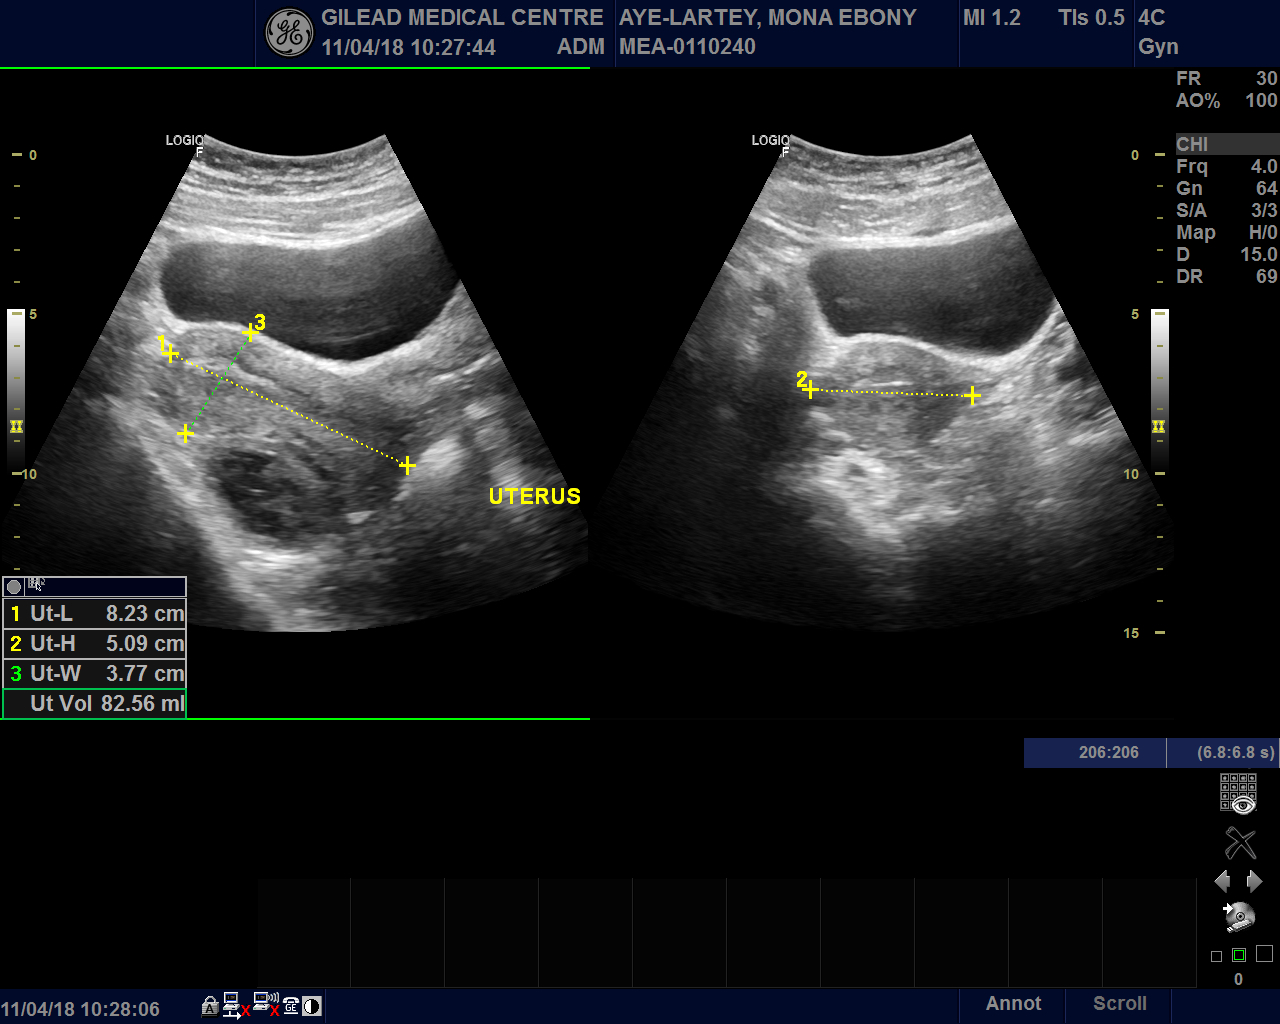 GILEAD MEDICAL CENTRE
11/04/18 10:27:44 ADM
AYE-LARTEY, MONA EBONY
MEA-0110240
MI 1.2 TIs 0.5
4C
Gyn
FR 30
AO% 100
CHI
Frq 4.0
Gn 64
S/A 3/3
Map H/0
D 15.0
DR 69
LOGIQ
F
0
5
10
1
3
UTERUS
LOGIQ
F
2
0
5
10
15
1 Ut-L 8.23 cm
2 Ut-H 5.09 cm
3 Ut-W 3.77 cm
Ut Vol 82.56 ml
206:206 (6.8:6.8 s)
0
11/04/18 10:28:06
Annot
Scroll